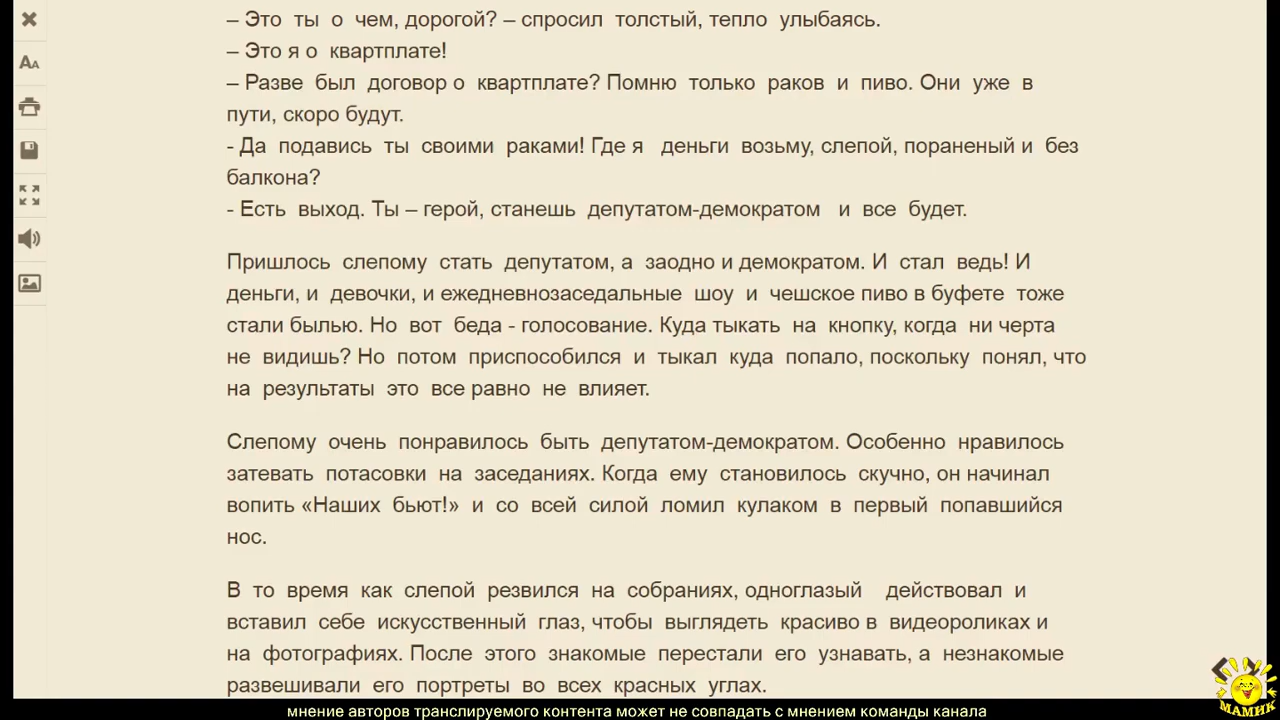 – Это ты о чем, дорогой? – спросил толстый, тепло улыбаясь.
– Это я о квартплате!
– Разве был договор о квартплате? Помню только раков и пиво. Они уже в
пути, скоро будут.
- Да подавись ты своими раками! Где я деньги возьму, слепой, пораненый и без
балкона?
- Есть выход. Ты – герой, станешь депутатом-демократом и все будет.
Пришлось слепому стать депутатом, а заодно и демократом. И стал ведь! И
деньги, и девочки, и ежедневнозаседальные шоу и чешское пиво в буфете тоже
стали былью. Но вот беда - голосование. Куда тыкать на кнопку, когда ни черта
не видишь? Но потом приспособился и тыкал куда попало, поскольку понял, что
на результаты это все равно не влияет.
Слепому очень понравилось быть депутатом-демократом. Особенно нравилось
затевать потасовки на заседаниях. Когда ему становилось скучно, он начинал
вопить «Наших бьют!» и со всей силой ломил кулаком в первый попавшийся
нос.
В то время как слепой резвился на собраниях, одноглазый действовал и
вставил себе искусственный глаз, чтобы выглядеть красиво в видеороликах и
на фотографиях. После этого знакомые перестали его узнавать, а незнакомые
развешивали его портреты во всех красных углах.
МАМИК
мнение авторов транслируемого контента может не совпадать с мнением команды канала